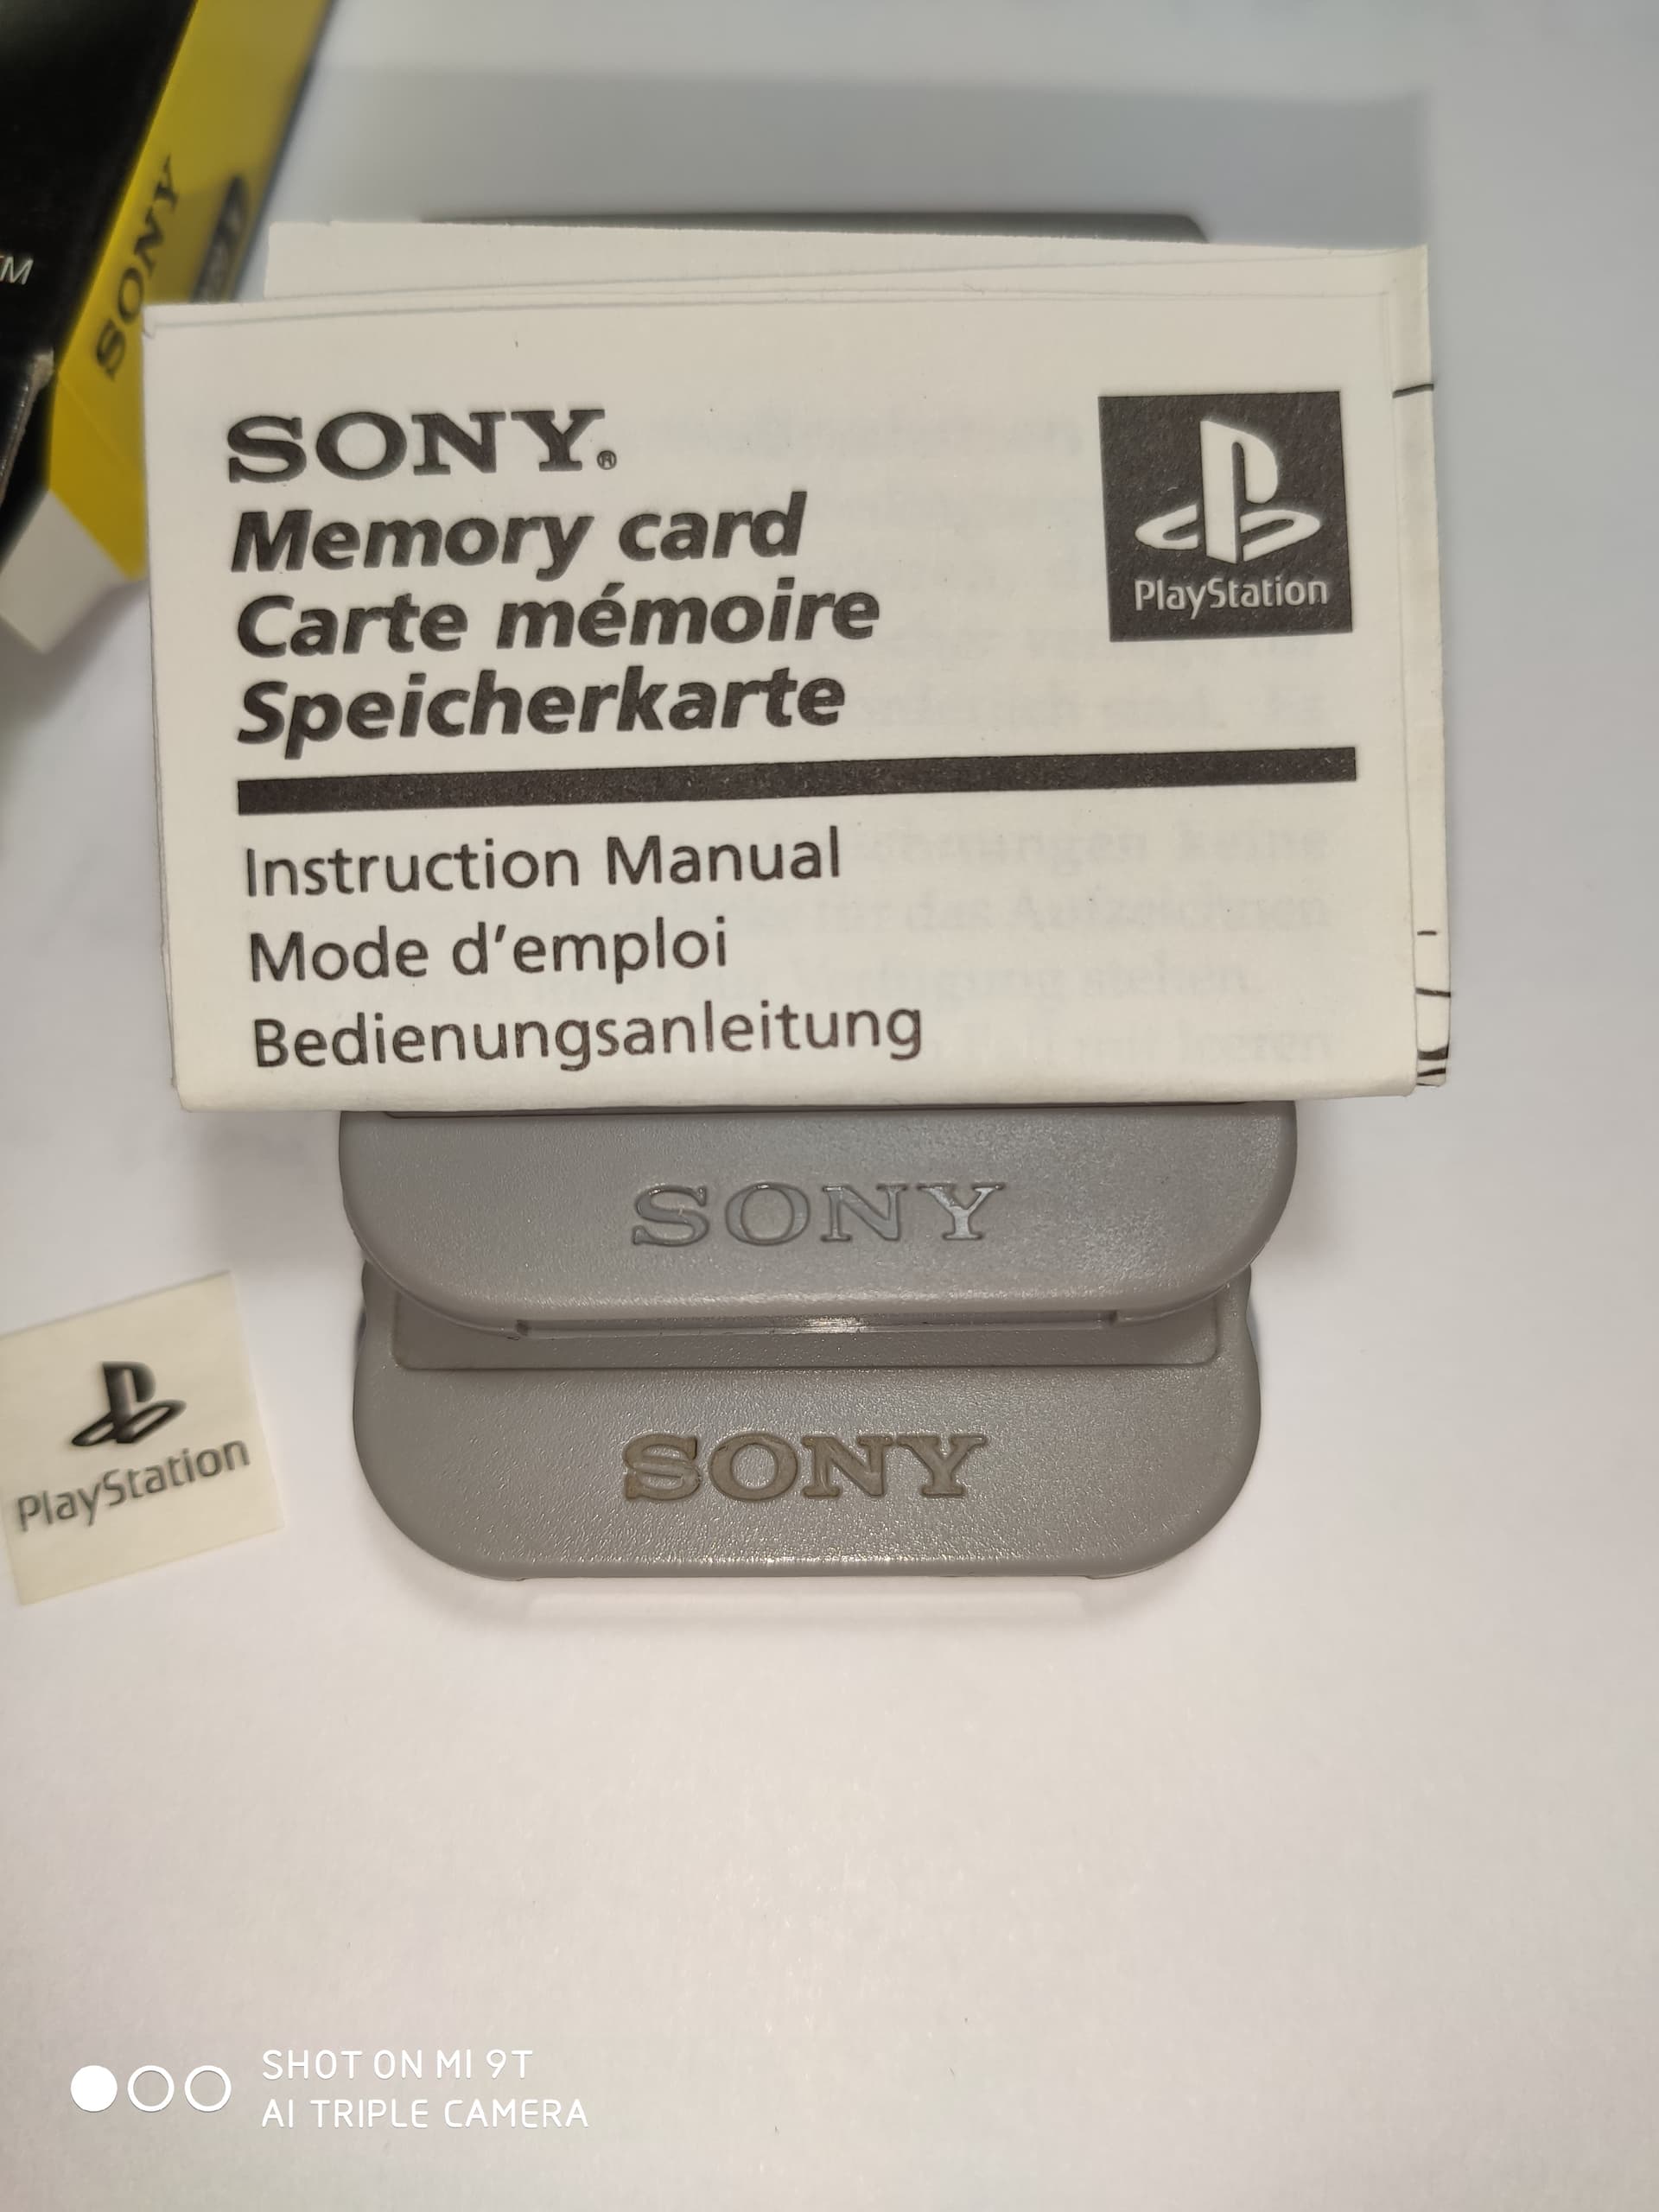 TM
SONY
SONY®
Memory card
Carte mémoire
Speicherkarte
PlayStation
Instruction Manual
Mode d'emploi
Bedienungsanleitung
SONY
SONY
PlayStation
SHOT ON MI 9T
AI TRIPLE CAMERA